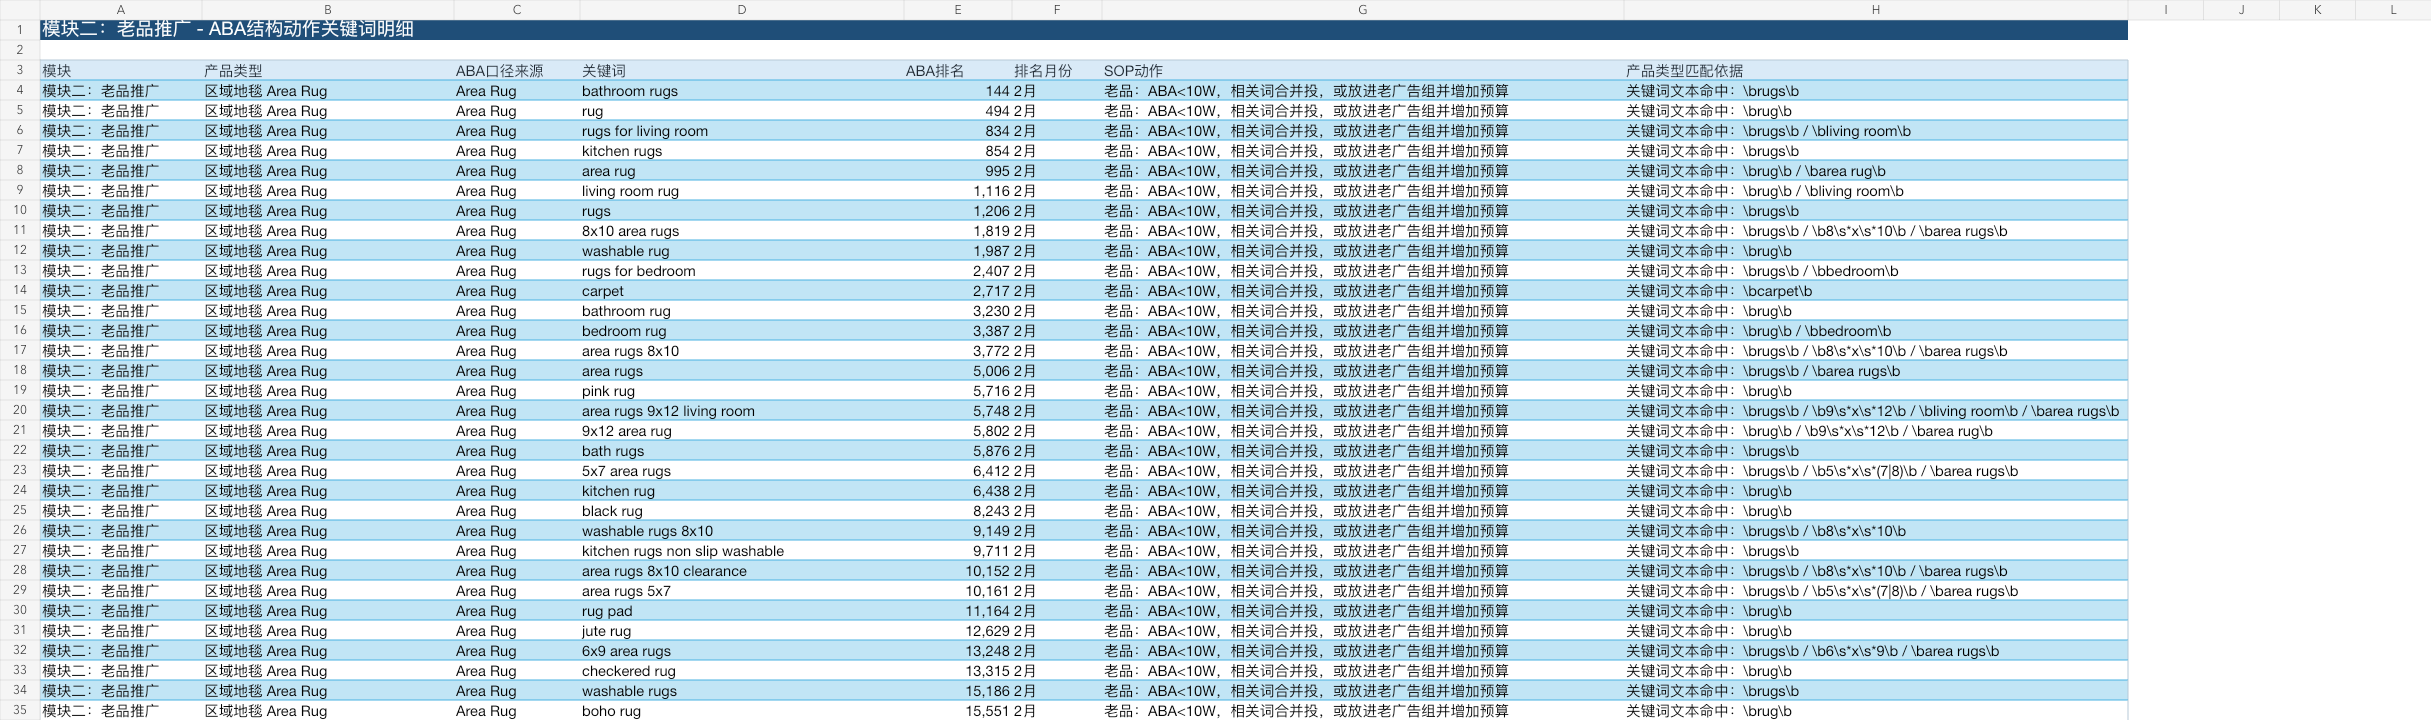 A B C D E F G H I J K L
1 模块二：老品推广 - ABA结构动作关键词明细
2
3 模块 产品类型 ABA口径来源 关键词 ABA排名 排名月份 SOP动作 产品类型匹配依据
4 模块二：老品推广 区域地毯 Area Rug Area Rug bathroom rugs 144 2月 老品：ABA<10W，相关词合并投，或放进老广告组并增加预算 关键词文本命中：\brugs\b
5 模块二：老品推广 区域地毯 Area Rug Area Rug rug 494 2月 老品：ABA<10W，相关词合并投，或放进老广告组并增加预算 关键词文本命中：\brug\b
6 模块二：老品推广 区域地毯 Area Rug Area Rug rugs for living room 834 2月 老品：ABA<10W，相关词合并投，或放进老广告组并增加预算 关键词文本命中：\brugs\b / \bliving room\b
7 模块二：老品推广 区域地毯 Area Rug Area Rug kitchen rugs 854 2月 老品：ABA<10W，相关词合并投，或放进老广告组并增加预算 关键词文本命中：\brugs\b
8 模块二：老品推广 区域地毯 Area Rug Area Rug area rug 995 2月 老品：ABA<10W，相关词合并投，或放进老广告组并增加预算 关键词文本命中：\brug\b / \barea rug\b
9 模块二：老品推广 区域地毯 Area Rug Area Rug living room rug 1,116 2月 老品：ABA<10W，相关词合并投，或放进老广告组并增加预算 关键词文本命中：\brug\b / \bliving room\b
10 模块二：老品推广 区域地毯 Area Rug Area Rug rugs 1,206 2月 老品：ABA<10W，相关词合并投，或放进老广告组并增加预算 关键词文本命中：\brugs\b
11 模块二：老品推广 区域地毯 Area Rug Area Rug 8x10 area rugs 1,819 2月 老品：ABA<10W，相关词合并投，或放进老广告组并增加预算 关键词文本命中：\brugs\b / \b8\s*x\s*10\b / \barea rugs\b
12 模块二：老品推广 区域地毯 Area Rug Area Rug washable rug 1,987 2月 老品：ABA<10W，相关词合并投，或放进老广告组并增加预算 关键词文本命中：\brug\b
13 模块二：老品推广 区域地毯 Area Rug Area Rug rugs for bedroom 2,407 2月 老品：ABA<10W，相关词合并投，或放进老广告组并增加预算 关键词文本命中：\brugs\b / \bbedroom\b
14 模块二：老品推广 区域地毯 Area Rug Area Rug carpet 2,717 2月 老品：ABA<10W，相关词合并投，或放进老广告组并增加预算 关键词文本命中：\bcarpet\b
15 模块二：老品推广 区域地毯 Area Rug Area Rug bathroom rug 3,230 2月 老品：ABA<10W，相关词合并投，或放进老广告组并增加预算 关键词文本命中：\brug\b
16 模块二：老品推广 区域地毯 Area Rug Area Rug bedroom rug 3,387 2月 老品：ABA<10W，相关词合并投，或放进老广告组并增加预算 关键词文本命中：\brug\b / \bbedroom\b
17 模块二：老品推广 区域地毯 Area Rug Area Rug area rugs 8x10 3,772 2月 老品：ABA<10W，相关词合并投，或放进老广告组并增加预算 关键词文本命中：\brugs\b / \b8\s*x\s*10\b / \barea rugs\b
18 模块二：老品推广 区域地毯 Area Rug Area Rug area rugs 5,006 2月 老品：ABA<10W，相关词合并投，或放进老广告组并增加预算 关键词文本命中：\brugs\b / \barea rugs\b
19 模块二：老品推广 区域地毯 Area Rug Area Rug pink rug 5,716 2月 老品：ABA<10W，相关词合并投，或放进老广告组并增加预算 关键词文本命中：\brug\b
20 模块二：老品推广 区域地毯 Area Rug Area Rug area rugs 9x12 living room 5,748 2月 老品：ABA<10W，相关词合并投，或放进老广告组并增加预算 关键词文本命中：\brugs\b / \b9\s*x\s*12\b / \bliving room\b / \barea rugs\b
21 模块二：老品推广 区域地毯 Area Rug Area Rug 9x12 area rug 5,802 2月 老品：ABA<10W，相关词合并投，或放进老广告组并增加预算 关键词文本命中：\brug\b / \b9\s*x\s*12\b / \barea rug\b
22 模块二：老品推广 区域地毯 Area Rug Area Rug bath rugs 5,876 2月 老品：ABA<10W，相关词合并投，或放进老广告组并增加预算 关键词文本命中：\brugs\b
23 模块二：老品推广 区域地毯 Area Rug Area Rug 5x7 area rugs 6,412 2月 老品：ABA<10W，相关词合并投，或放进老广告组并增加预算 关键词文本命中：\brugs\b / \b5\s*x\s*(7|8)\b / \barea rugs\b
24 模块二：老品推广 区域地毯 Area Rug Area Rug kitchen rug 6,438 2月 老品：ABA<10W，相关词合并投，或放进老广告组并增加预算 关键词文本命中：\brug\b
25 模块二：老品推广 区域地毯 Area Rug Area Rug black rug 8,243 2月 老品：ABA<10W，相关词合并投，或放进老广告组并增加预算 关键词文本命中：\brug\b
26 模块二：老品推广 区域地毯 Area Rug Area Rug washable rugs 8x10 9,149 2月 老品：ABA<10W，相关词合并投，或放进老广告组并增加预算 关键词文本命中：\brugs\b / \b8\s*x\s*10\b
27 模块二：老品推广 区域地毯 Area Rug Area Rug kitchen rugs non slip washable 9,711 2月 老品：ABA<10W，相关词合并投，或放进老广告组并增加预算 关键词文本命中：\brugs\b
28 模块二：老品推广 区域地毯 Area Rug Area Rug area rugs 8x10 clearance 10,152 2月 老品：ABA<10W，相关词合并投，或放进老广告组并增加预算 关键词文本命中：\brugs\b / \b8\s*x\s*10\b / \barea rugs\b
29 模块二：老品推广 区域地毯 Area Rug Area Rug area rugs 5x7 10,161 2月 老品：ABA<10W，相关词合并投，或放进老广告组并增加预算 关键词文本命中：\brugs\b / \b5\s*x\s*(7|8)\b / \barea rugs\b
30 模块二：老品推广 区域地毯 Area Rug Area Rug rug pad 11,164 2月 老品：ABA<10W，相关词合并投，或放进老广告组并增加预算 关键词文本命中：\brug\b
31 模块二：老品推广 区域地毯 Area Rug Area Rug jute rug 12,629 2月 老品：ABA<10W，相关词合并投，或放进老广告组并增加预算 关键词文本命中：\brug\b
32 模块二：老品推广 区域地毯 Area Rug Area Rug 6x9 area rugs 13,248 2月 老品：ABA<10W，相关词合并投，或放进老广告组并增加预算 关键词文本命中：\brugs\b / \b6\s*x\s*9\b / \barea rugs\b
33 模块二：老品推广 区域地毯 Area Rug Area Rug checkered rug 13,315 2月 老品：ABA<10W，相关词合并投，或放进老广告组并增加预算 关键词文本命中：\brug\b
34 模块二：老品推广 区域地毯 Area Rug Area Rug washable rugs 15,186 2月 老品：ABA<10W，相关词合并投，或放进老广告组并增加预算 关键词文本命中：\brugs\b
35 模块二：老品推广 区域地毯 Area Rug Area Rug boho rug 15,551 2月 老品：ABA<10W，相关词合并投，或放进老广告组并增加预算 关键词文本命中：\brug\b